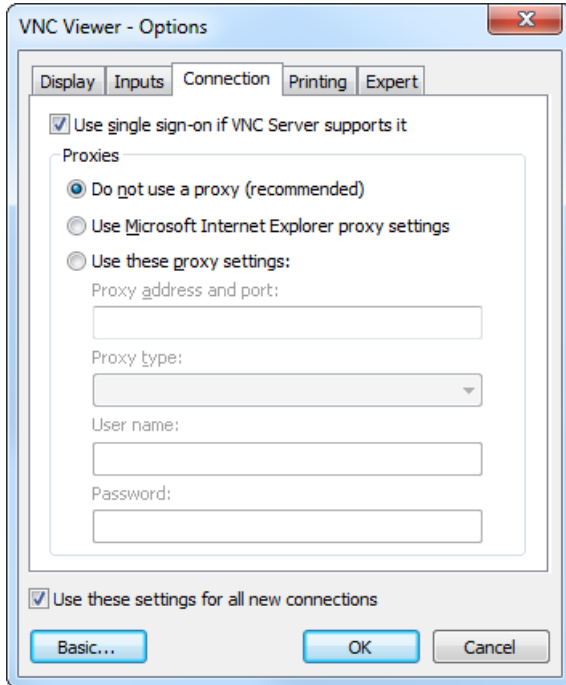 VNC Viewer - Options
Display Inputs Connection Printing Expert
Use single sign-on if VNC Server supports it
Proxies
Do not use a proxy (recommended)
Use Microsoft Internet Explorer proxy settings
Use these proxy settings:
Proxy address and port:
Proxy type:
User name:
Password:
Use these settings for all new connections
Basic... OK Cancel